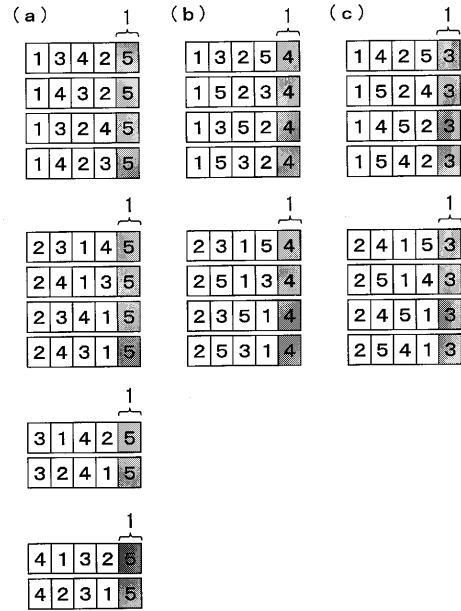 (a) (b) (c)
1 1 1
1 3 4 2 5 1 3 2 5 4 1 4 2 5 3
1 4 3 2 5 1 5 2 3 4 1 5 2 4 3
1 3 2 4 5 1 3 5 2 4 1 4 5 2 3
1 4 2 3 5 1 5 3 2 4 1 5 4 2 3
1 1 1
2 3 1 4 5 2 3 1 5 4 2 4 1 5 3
2 4 1 3 5 2 5 1 3 4 2 5 1 4 3
2 3 4 1 5 2 3 5 1 4 2 4 5 1 3
2 4 3 1 5 2 5 3 1 4 2 5 4 1 3
1
3 1 4 2 5
3 2 4 1 5
1
4 1 3 2 5
4 2 3 1 5